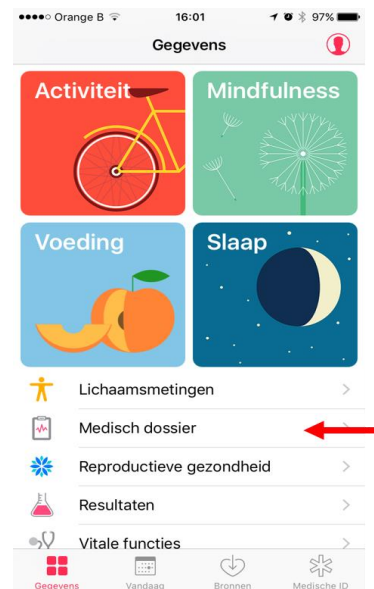 Orange B 16:01 97%
Gegevens
Activiteit Mindfulness
Voeding Slaap
Lichaamsmetingen
Medisch dossier
Reproductieve gezondheid
Resultaten
Vitale functies
Gegevens Vandaag Bronnen Medische ID